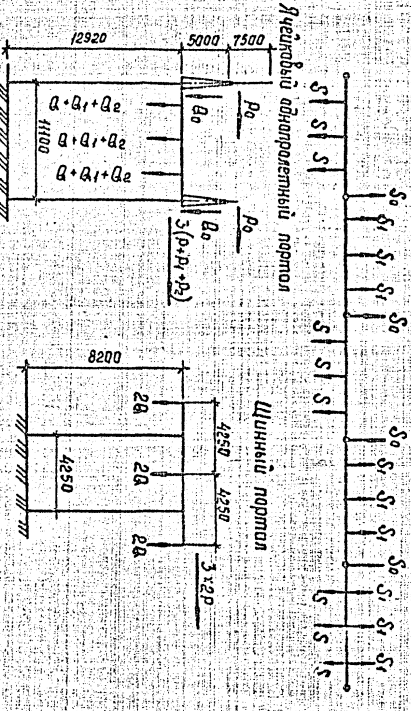 Ячейковый однопролетный портал
12920
5000
7500
P₀
Q₀
Q+Q₁+Q₂
Q+Q₁+Q₂
Q+Q₁+Q₂
11100
P₀
Q₀
3(P+P₁+P₂)
Шинный портал
8200
4250
4250
4250
2Q
2Q
2Q
3×2P
S
S
S
S₀
S₁
S₁
S₁
S₀
S
S
S
S₀
S₁
S₁
S₁
S₀
S₁
S
S₁
S
S₁
S